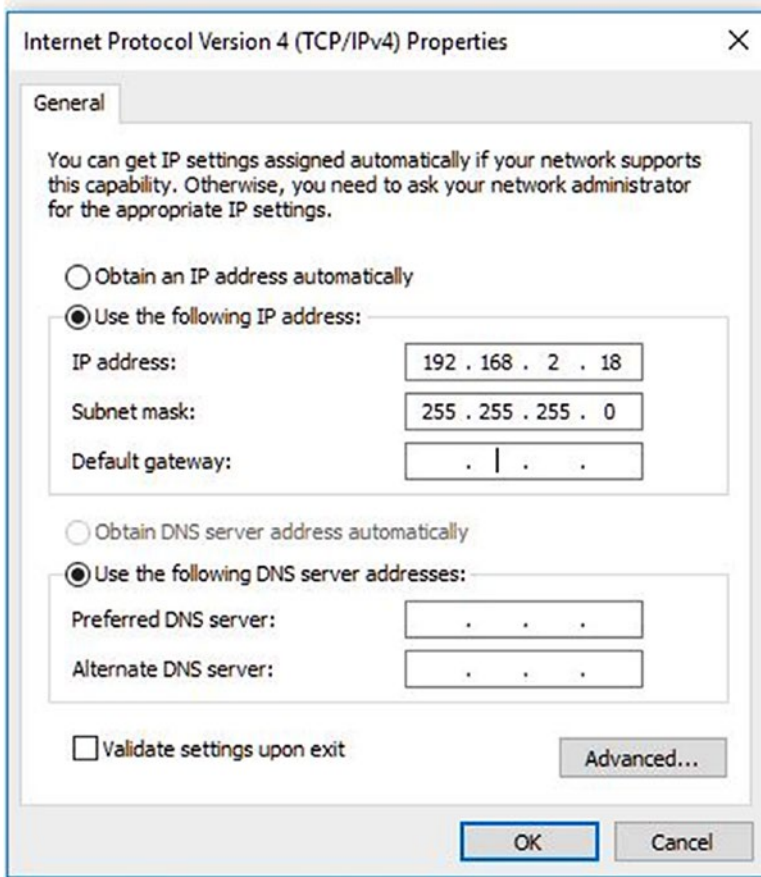 Internet Protocol Version 4 (TCP/IPv4) Properties
General
You can get IP settings assigned automatically if your network supports
this capability. Otherwise, you need to ask your network administrator
for the appropriate IP settings.
Obtain an IP address automatically
Use the following IP address:
IP address: 192 . 168 . 2 . 18
Subnet mask: 255 . 255 . 255 . 0
Default gateway: . . .
Obtain DNS server address automatically
Use the following DNS server addresses:
Preferred DNS server: . . .
Alternate DNS server: . . .
Validate settings upon exit
Advanced...
OK Cancel